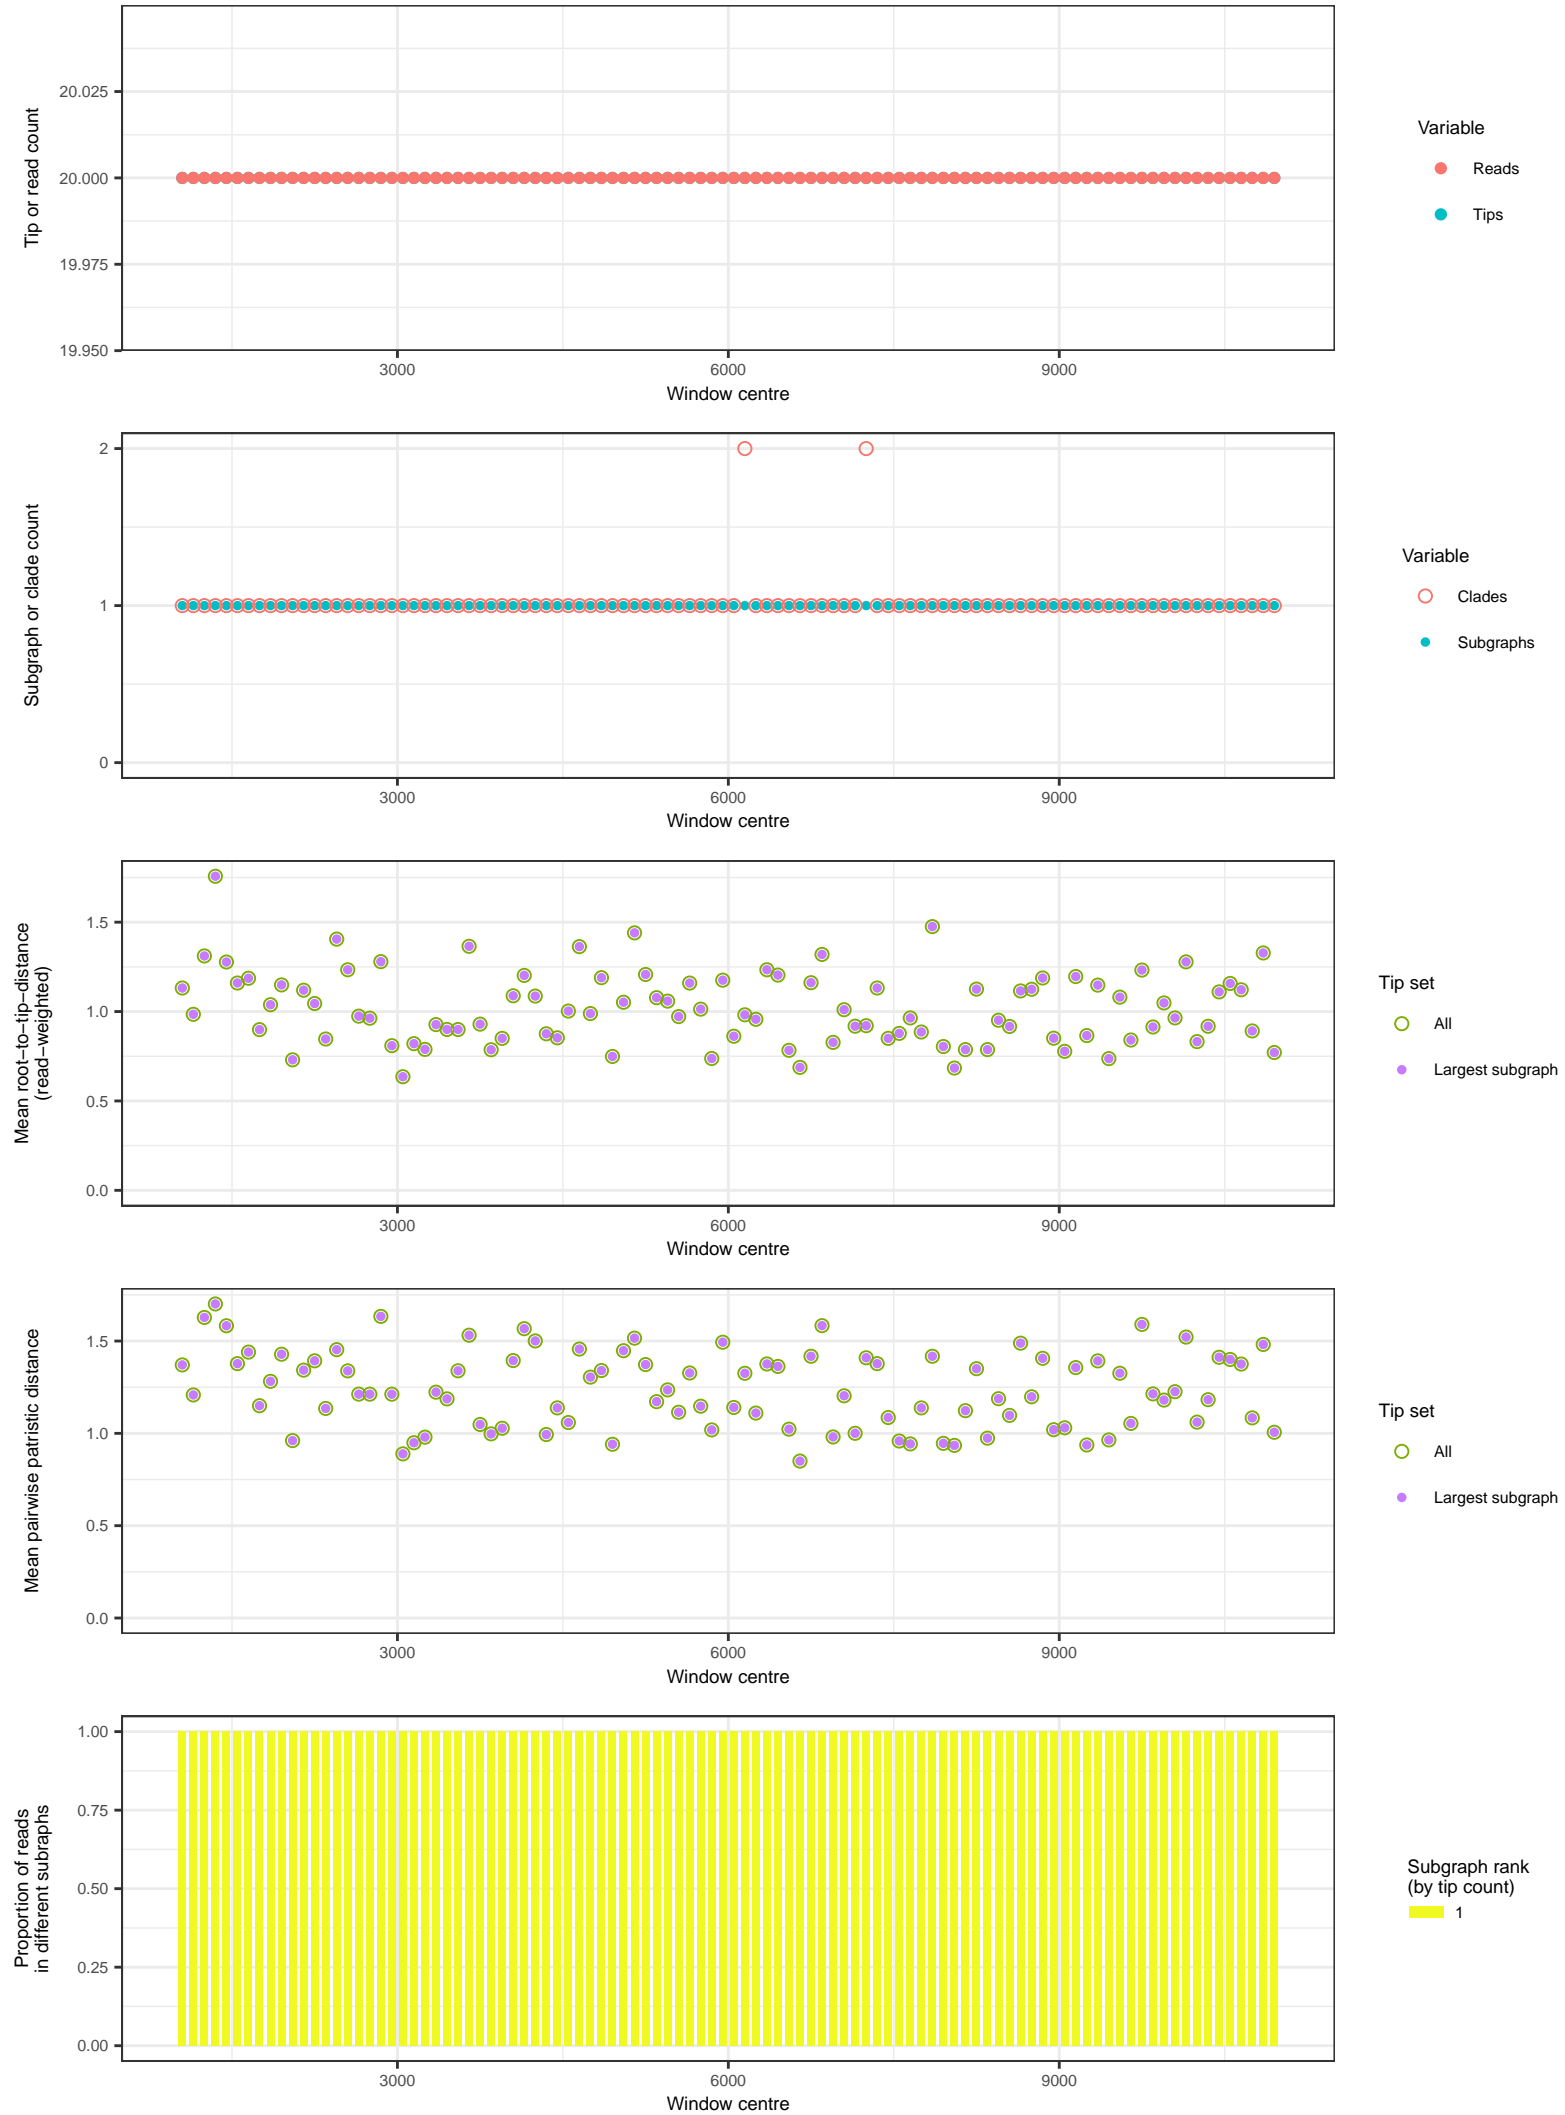 20.025
20.000
19.975
19.950
Tip or read count
3000
6000
9000
Window centre
Variable
Reads
Tips
2
1
0
Subgraph or clade count
3000
6000
9000
Window centre
Variable
Clades
Subgraphs
1.5
1.0
0.5
0.0
Mean root−to−tip−distance
(read−weighted)
3000
6000
9000
Window centre
Tip set
All
Largest subgraph
1.5
1.0
0.5
0.0
Mean pairwise patristic distance
3000
6000
9000
Window centre
Tip set
All
Largest subgraph
1.00
0.75
0.50
0.25
0.00
Proportion of reads
in different subraphs
3000
6000
9000
Window centre
Subgraph rank
(by tip count)
1